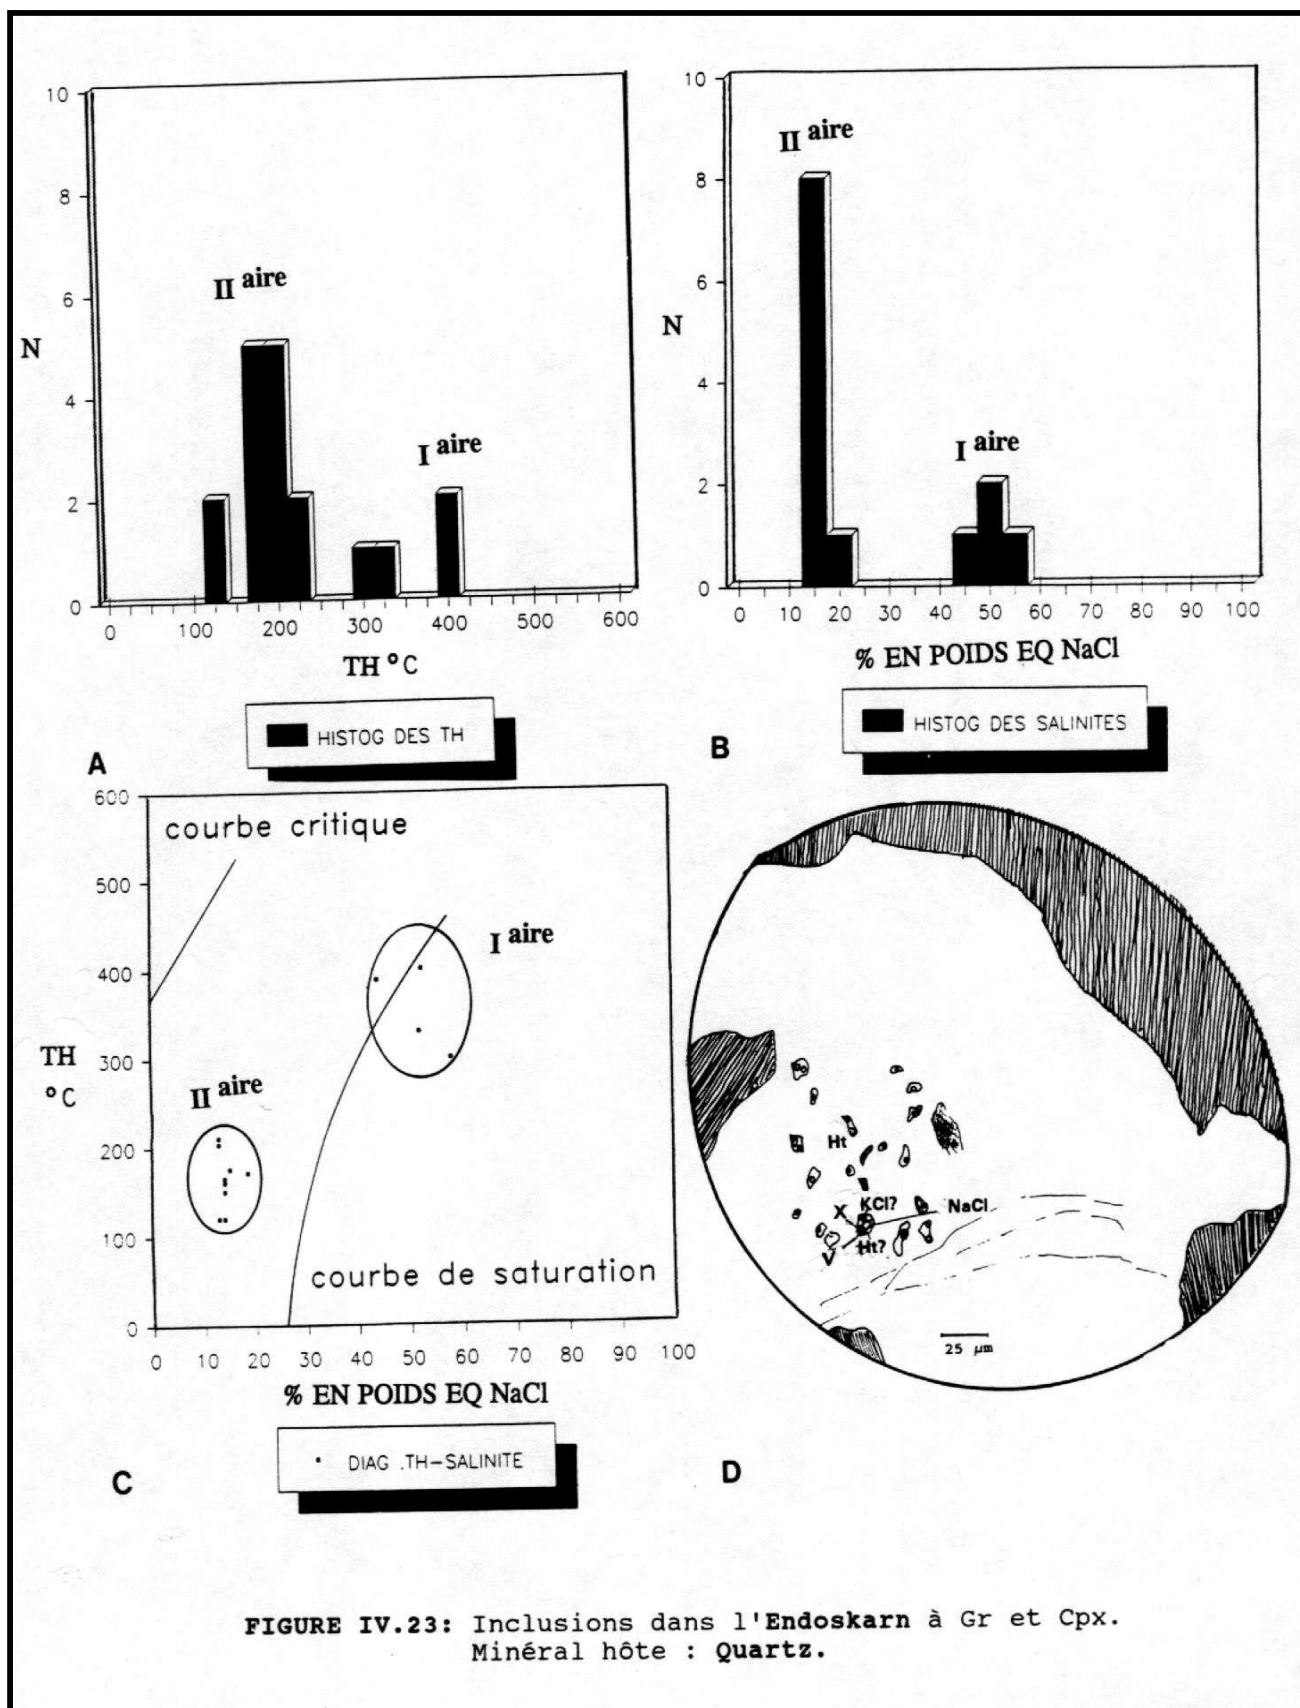 10
8
6
4
2
0
N
II aire
I aire
0 100 200 300 400 500 600
TH °C
HISTOG DES TH
A
10
8
6
4
2
0
N
II aire
I aire
0 10 20 30 40 50 60 70 80 90 100
% EN POIDS EQ NaCl
HISTOG DES SALINITES
B
600
500
400
300
200
100
0
TH
°C
courbe critique
I aire
II aire
courbe de saturation
0 10 20 30 40 50 60 70 80 90 100
% EN POIDS EQ NaCl
DIAG .TH-SALINITE
C
Ht
KCl?
X
NaCl
Ht?
V
25 µm
D
FIGURE IV.23: Inclusions dans l'Endoskarn à Gr et Cpx.
Minéral hôte : Quartz.